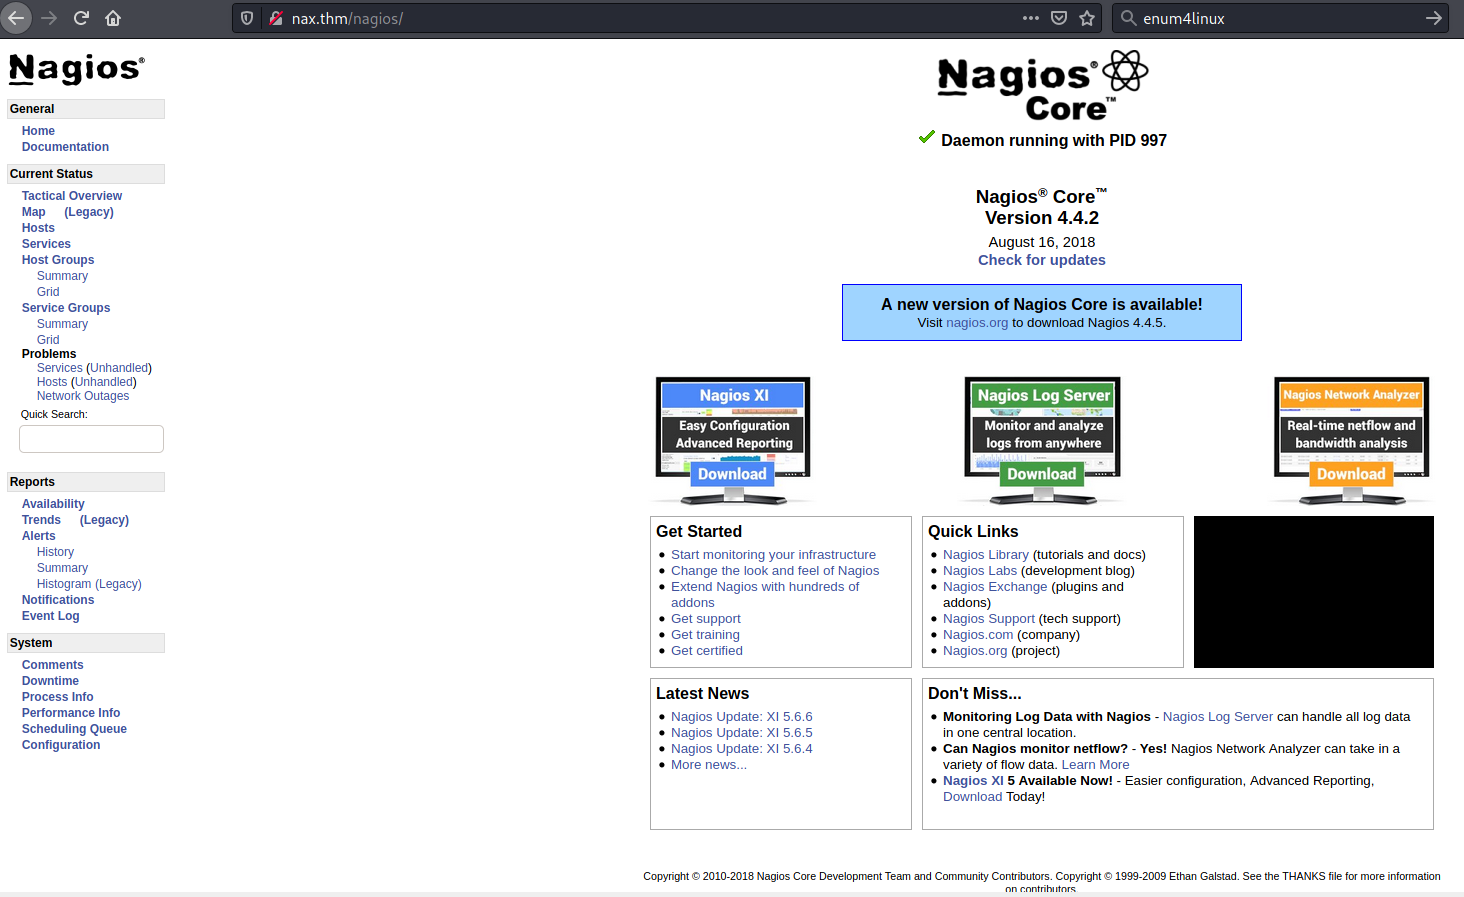 nax.thm/nagios/
enum4linux
Nagios®
General
Home
Documentation
Current Status
Tactical Overview
Map (Legacy)
Hosts
Services
Host Groups
Summary
Grid
Service Groups
Summary
Grid
Problems
Services (Unhandled)
Hosts (Unhandled)
Network Outages
Quick Search:
Reports
Availability
Trends (Legacy)
Alerts
History
Summary
Histogram (Legacy)
Notifications
Event Log
System
Comments
Downtime
Process Info
Performance Info
Scheduling Queue
Configuration
Nagios®
Core™
Daemon running with PID 997
Nagios® Core™
Version 4.4.2
August 16, 2018
Check for updates
A new version of Nagios Core is available!
Visit nagios.org to download Nagios 4.4.5.
Nagios XI
Easy Configuration
Advanced Reporting
Download
Nagios Log Server
Monitor and analyze
logs from anywhere
Download
Nagios Network Analyzer
Real-time netflow and
bandwidth analysis
Download
Get Started
Start monitoring your infrastructure
Change the look and feel of Nagios
Extend Nagios with hundreds of
addons
Get support
Get training
Get certified
Quick Links
Nagios Library (tutorials and docs)
Nagios Labs (development blog)
Nagios Exchange (plugins and
addons)
Nagios Support (tech support)
Nagios.com (company)
Nagios.org (project)
Latest News
Nagios Update: XI 5.6.6
Nagios Update: XI 5.6.5
Nagios Update: XI 5.6.4
More news...
Don't Miss...
Monitoring Log Data with Nagios - Nagios Log Server can handle all log data
in one central location.
Can Nagios monitor netflow? - Yes! Nagios Network Analyzer can take in a
variety of flow data. Learn More
Nagios XI 5 Available Now! - Easier configuration, Advanced Reporting,
Download Today!
Copyright © 2010-2018 Nagios Core Development Team and Community Contributors. Copyright © 1999-2009 Ethan Galstad. See the THANKS file for more information
on contributors.